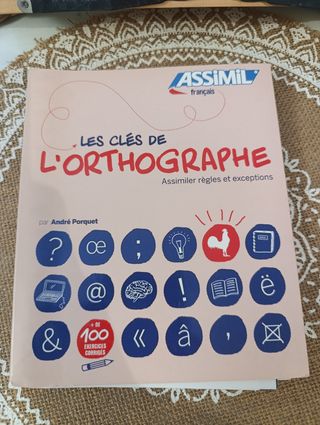 ASSiMiL
français
LES CLÉS DE
L'ORTHOGRAPHE
Assimiler règles et exceptions
par André Porquet
? œ ;
@ ! ë
& + DE 100 EXERCICES CORRIGÉS « â ,